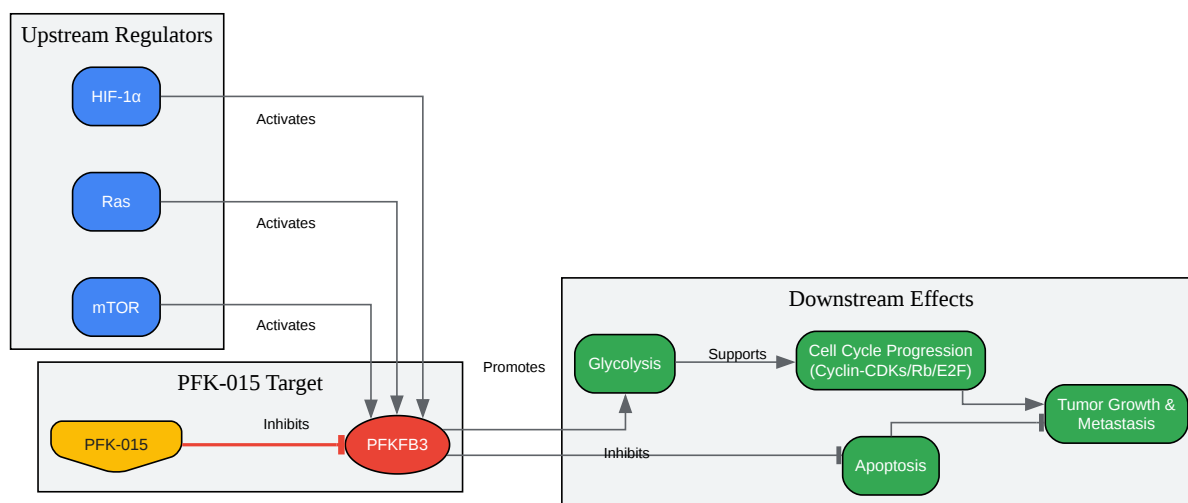 Upstream Regulators
HIF-1α
Activates
Ras
Activates
mTOR
Activates
PFK-015 Target
PFK-015
Inhibits
PFKFB3
Promotes
Inhibits
Downstream Effects
Glycolysis
Supports
Cell Cycle Progression
(Cyclin-CDKs/Rb/E2F)
Tumor Growth &
Metastasis
Apoptosis